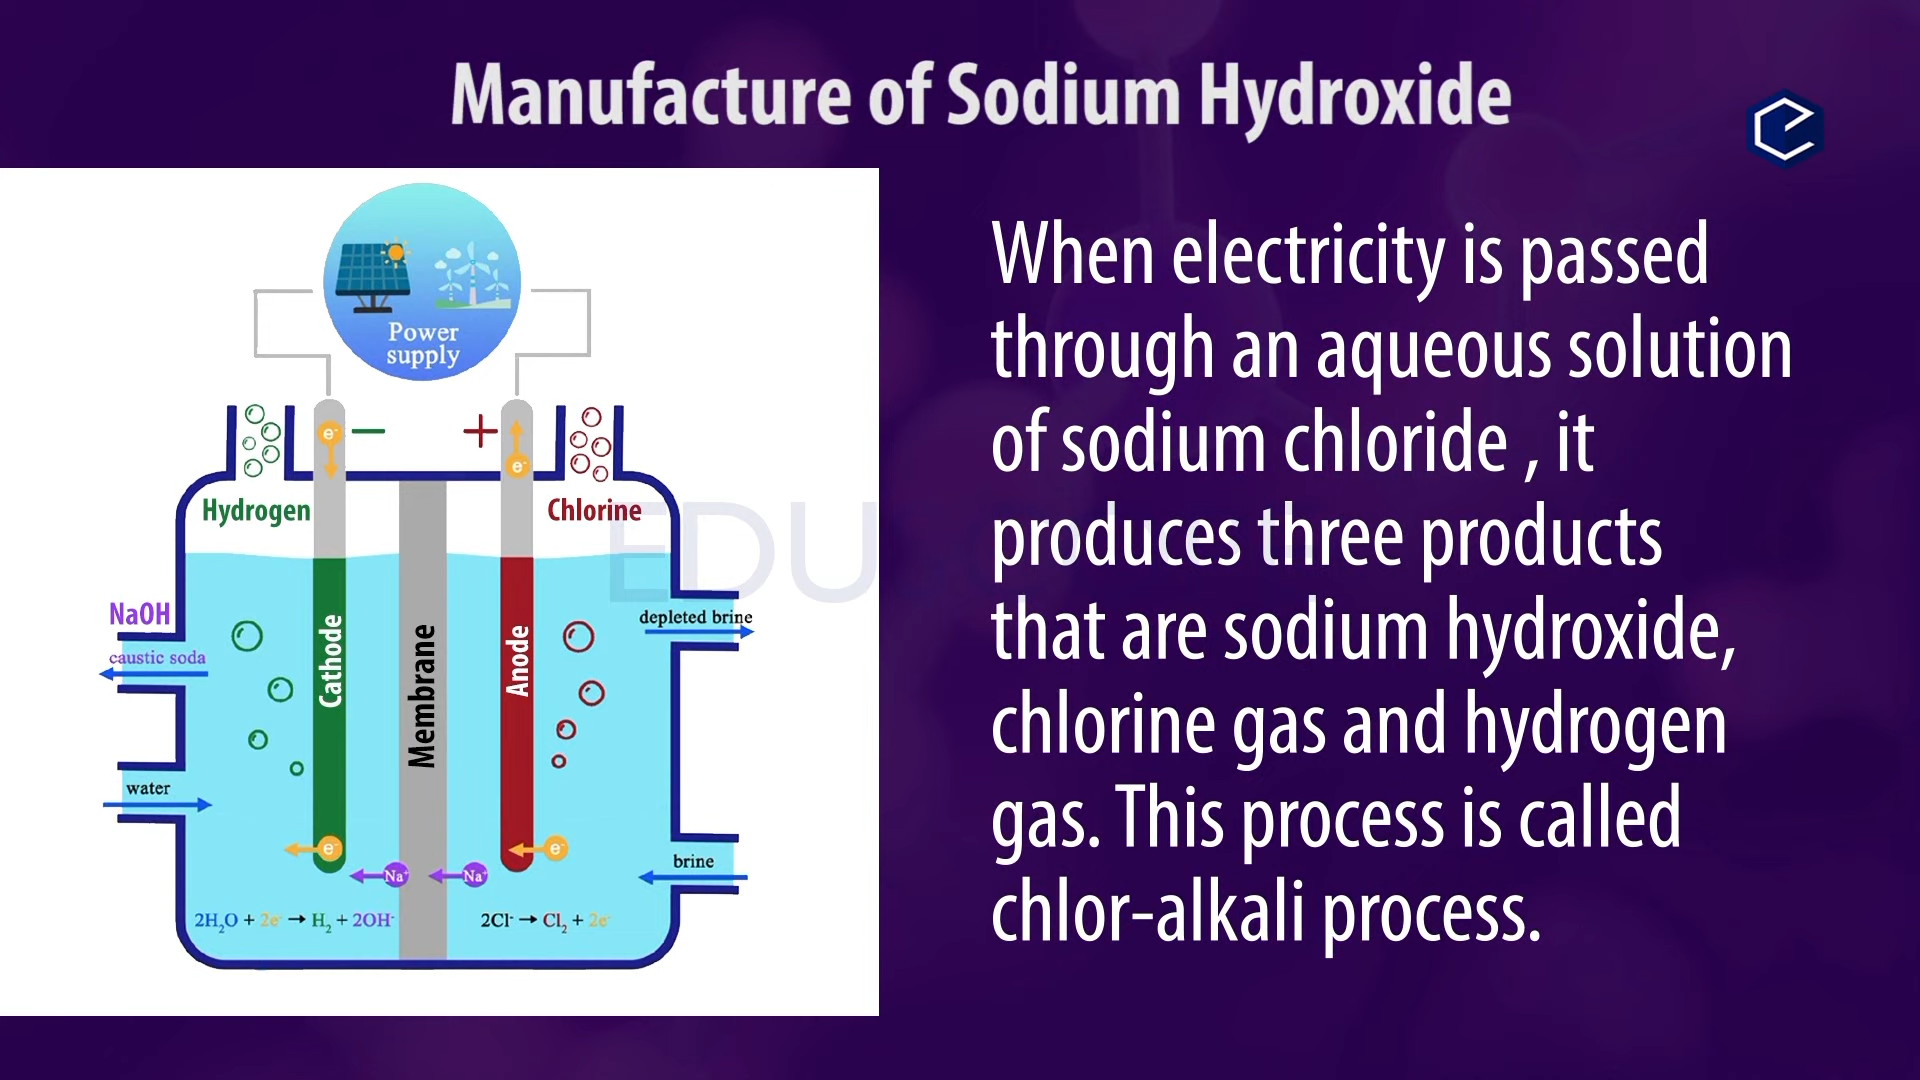 Manufacture of Sodium Hydroxide
Power
supply
When electricity is passed
through an aqueous solution
of sodium chloride , it
produces three products
that are sodium hydroxide,
chlorine gas and hydrogen
gas. This process is called
chlor-alkali process.
e⁻
−
+
e⁻
Hydrogen
Chlorine
EDU
NaOH
caustic soda
depleted brine
Cathode
Membrane
Anode
water
brine
e⁻
e⁻
Na⁺
Na⁺
2H₂O + 2e⁻ → H₂ + 2OH⁻
2Cl⁻ → Cl₂ + 2e⁻